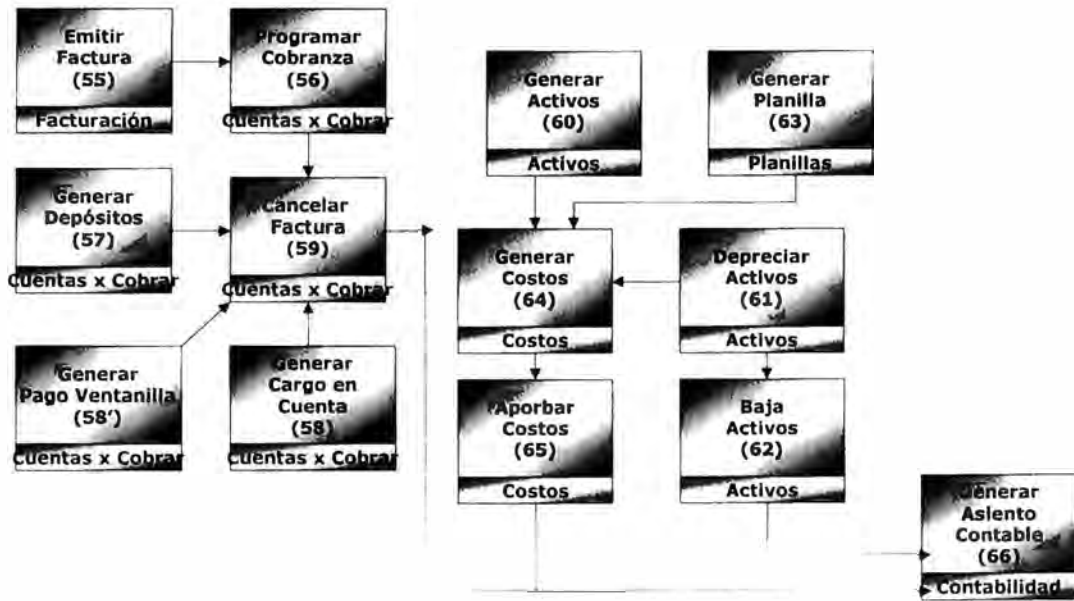 Emitir
Factura
(55)
Facturación
Programar
Cobranza
(56)
Cuentas x Cobrar
Generar
Depósitos
(57)
Cuentas x Cobrar
Cancelar
Factura
(59)
Cuentas x Cobrar
Generar
Pago Ventanilla
(58')
Cuentas x Cobrar
Generar
Cargo en
Cuenta
(58)
Cuentas x Cobrar
Generar
Activos
(60)
Activos
Generar
Planilla
(63)
Planillas
Generar
Costos
(64)
Costos
Depreciar
Activos
(61)
Activos
Aporbar
Costos
(65)
Costos
Baja
Activos
(62)
Activos
Generar
Asiento
Contable
(66)
Contabilidad